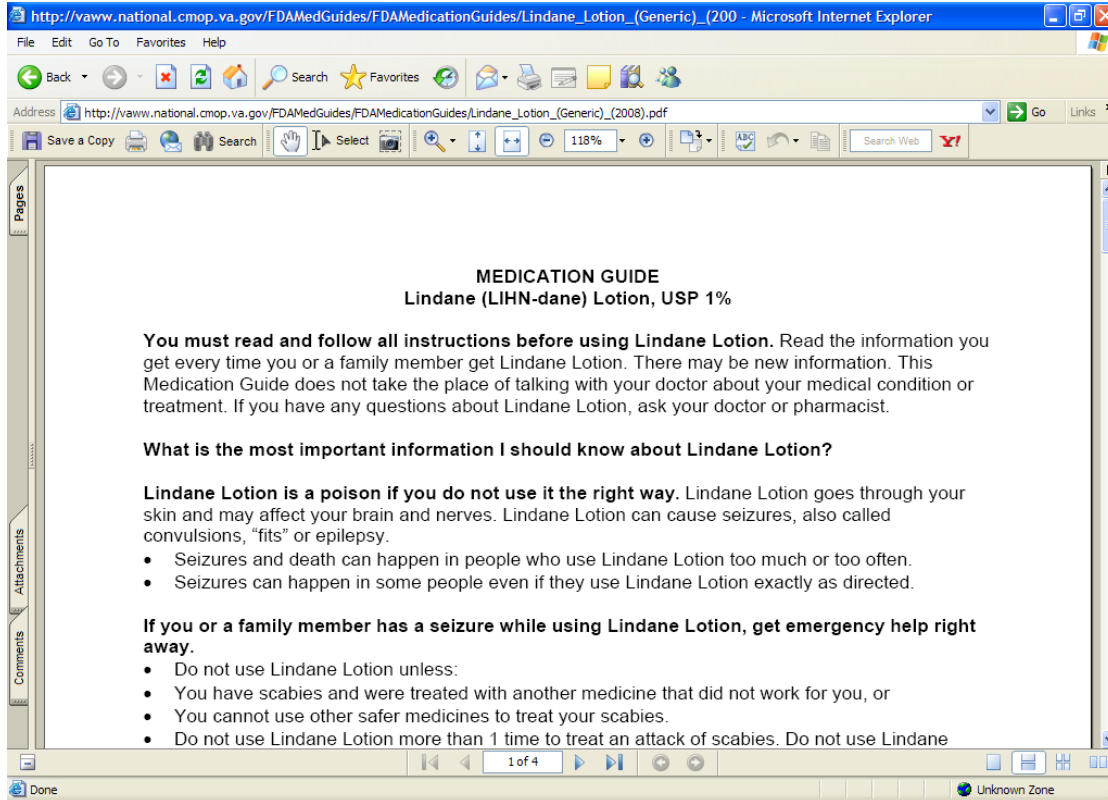 http://vaww.national.cmop.va.gov/FDAMedGuides/FDAMedicationGuides/Lindane_Lotion_(Generic)_(200 - Microsoft Internet Explorer
File Edit Go To Favorites Help
Back Search Favorites
Address http://vaww.national.cmop.va.gov/FDAMedGuides/FDAMedicationGuides/Lindane_Lotion_(Generic)_(2008).pdf Go Links
Save a Copy Search Select 118% ABC Search Web Y!
Pages
Attachments
Comments
MEDICATION GUIDE
Lindane (LIHN-dane) Lotion, USP 1%
You must read and follow all instructions before using Lindane Lotion. Read the information you
get every time you or a family member get Lindane Lotion. There may be new information. This
Medication Guide does not take the place of talking with your doctor about your medical condition or
treatment. If you have any questions about Lindane Lotion, ask your doctor or pharmacist.
What is the most important information I should know about Lindane Lotion?
Lindane Lotion is a poison if you do not use it the right way. Lindane Lotion goes through your
skin and may affect your brain and nerves. Lindane Lotion can cause seizures, also called
convulsions, “fits” or epilepsy.
• Seizures and death can happen in people who use Lindane Lotion too much or too often.
• Seizures can happen in some people even if they use Lindane Lotion exactly as directed.
If you or a family member has a seizure while using Lindane Lotion, get emergency help right
away.
• Do not use Lindane Lotion unless:
• You have scabies and were treated with another medicine that did not work for you, or
• You cannot use other safer medicines to treat your scabies.
• Do not use Lindane Lotion more than 1 time to treat an attack of scabies. Do not use Lindane
1 of 4
Done Unknown Zone